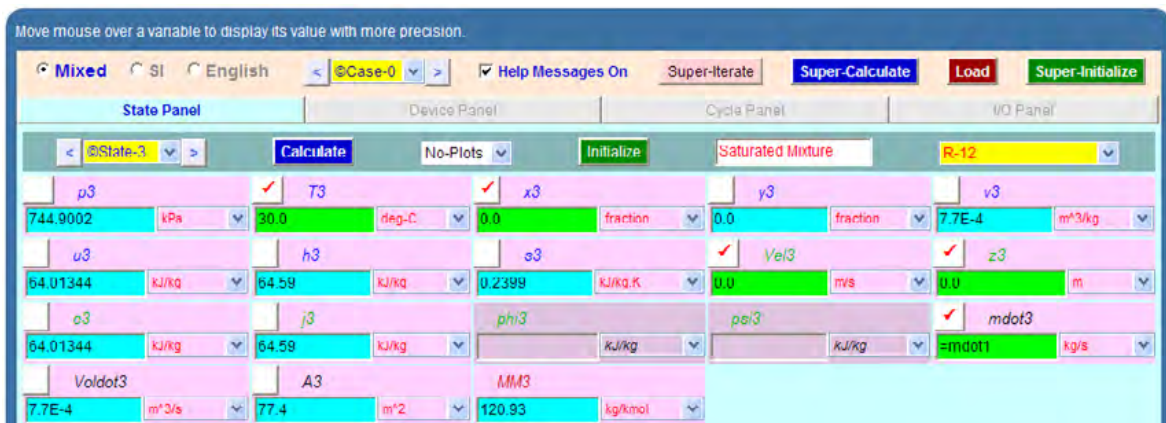 Move mouse over a variable to display its value with more precision.
Mixed SI English < ©Case-0 > Help Messages On Super-Iterate Super-Calculate Load Super-Initialize
State Panel Device Panel Cycle Panel I/O Panel
< ©State-3 > Calculate No-Plots Initialize Saturated Mixture R-12
p3 T3 x3 y3 v3
744.9002 kPa 30.0 deg-C 0.0 fraction 0.0 fraction 7.7E-4 m^3/kg
u3 h3 s3 Vel3 z3
64.01344 kJ/kg 64.59 kJ/kg 0.2399 kJ/kg.K 0.0 m/s 0.0 m
e3 j3 phi3 psi3 mdot3
64.01344 kJ/kg 64.59 kJ/kg kJ/kg kJ/kg =mdot1 kg/s
Voldot3 A3 MM3
7.7E-4 m^3/s 77.4 m^2 120.93 kg/kmol